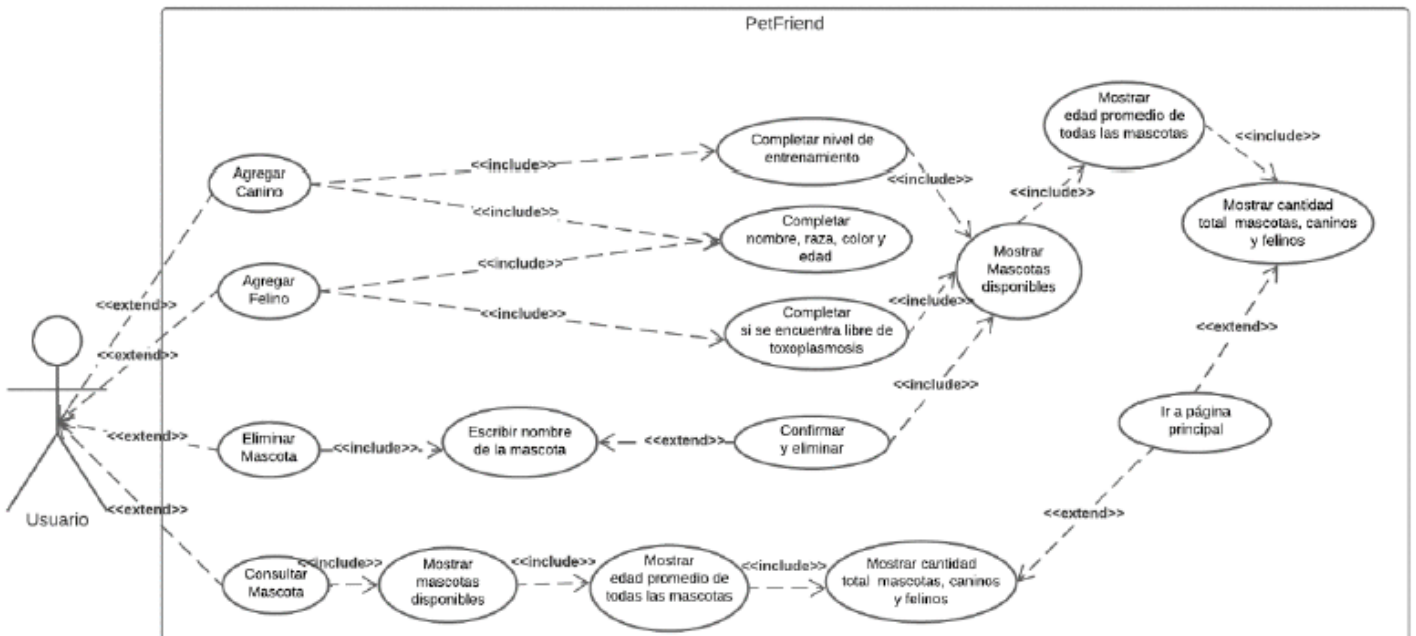 PetFriend
Mostrar
edad promedio de
todas las mascotas
<<include>>
Completar nivel de
entrenamiento
<<include>>
Agregar
Canino
<<include>>
<<include>>
Mostrar cantidad
total mascotas, caninos
y felinos
<<include>>
Completar
nombre, raza, color y
edad
Mostrar
Mascotas
disponibles
<<include>>
Agregar
Felino
<<extend>>
<<include>>
<<include>>
Completar
si se encuentra libre de
toxoplasmosis
<<extend>>
<<extend>>
<<include>>
Ir a página
principal
<<extend>>
Eliminar
Mascota
<<include>>
Escribir nombre
de la mascota
<<extend>>
Confirmar
y eliminar
Usuario
<<extend>>
<<extend>>
Consultar
Mascota
<<include>>
Mostrar
mascotas
disponibles
<<include>>
Mostrar
edad promedio de
todas las mascotas
<<include>>
Mostrar cantidad
total mascotas, caninos
y felinos